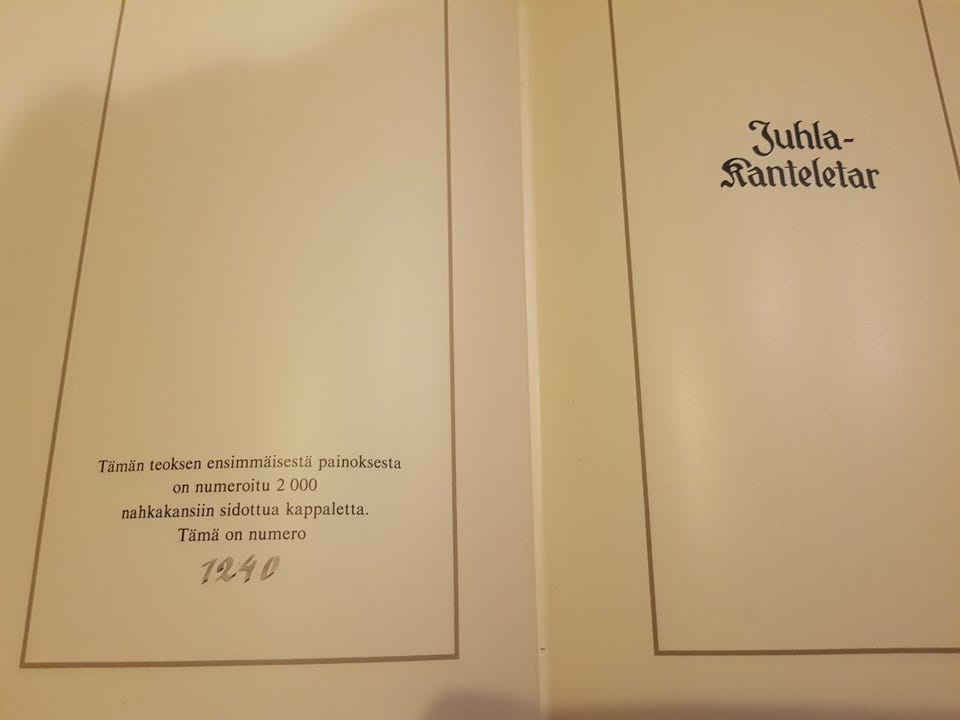 Tämän teoksen ensimmäisestä painoksesta
on numeroitu 2 000
nahkakansiin sidottua kappaletta.
Tämä on numero
1240
Juhla-
Kanteletar